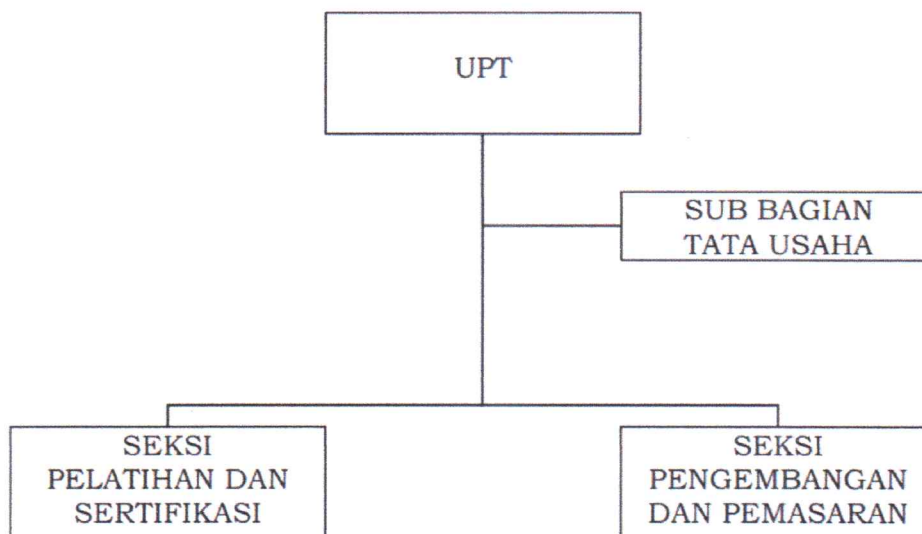 UPT
SUB BAGIAN
TATA USAHA
SEKSI
PELATIHAN DAN
SERTIFIKASI
SEKSI
PENGEMBANGAN
DAN PEMASARAN